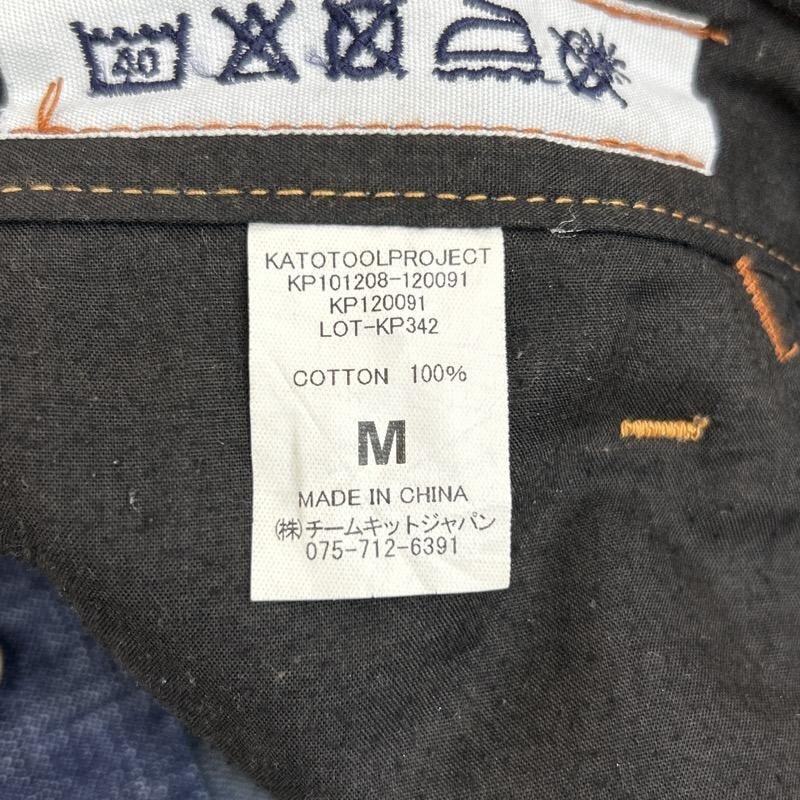 40
KATOTOOLPROJECT
KP101208-120091
KP120091
LOT-KP342
COTTON 100%
M
MADE IN CHINA
(株)チームキットジャパン
075-712-6391